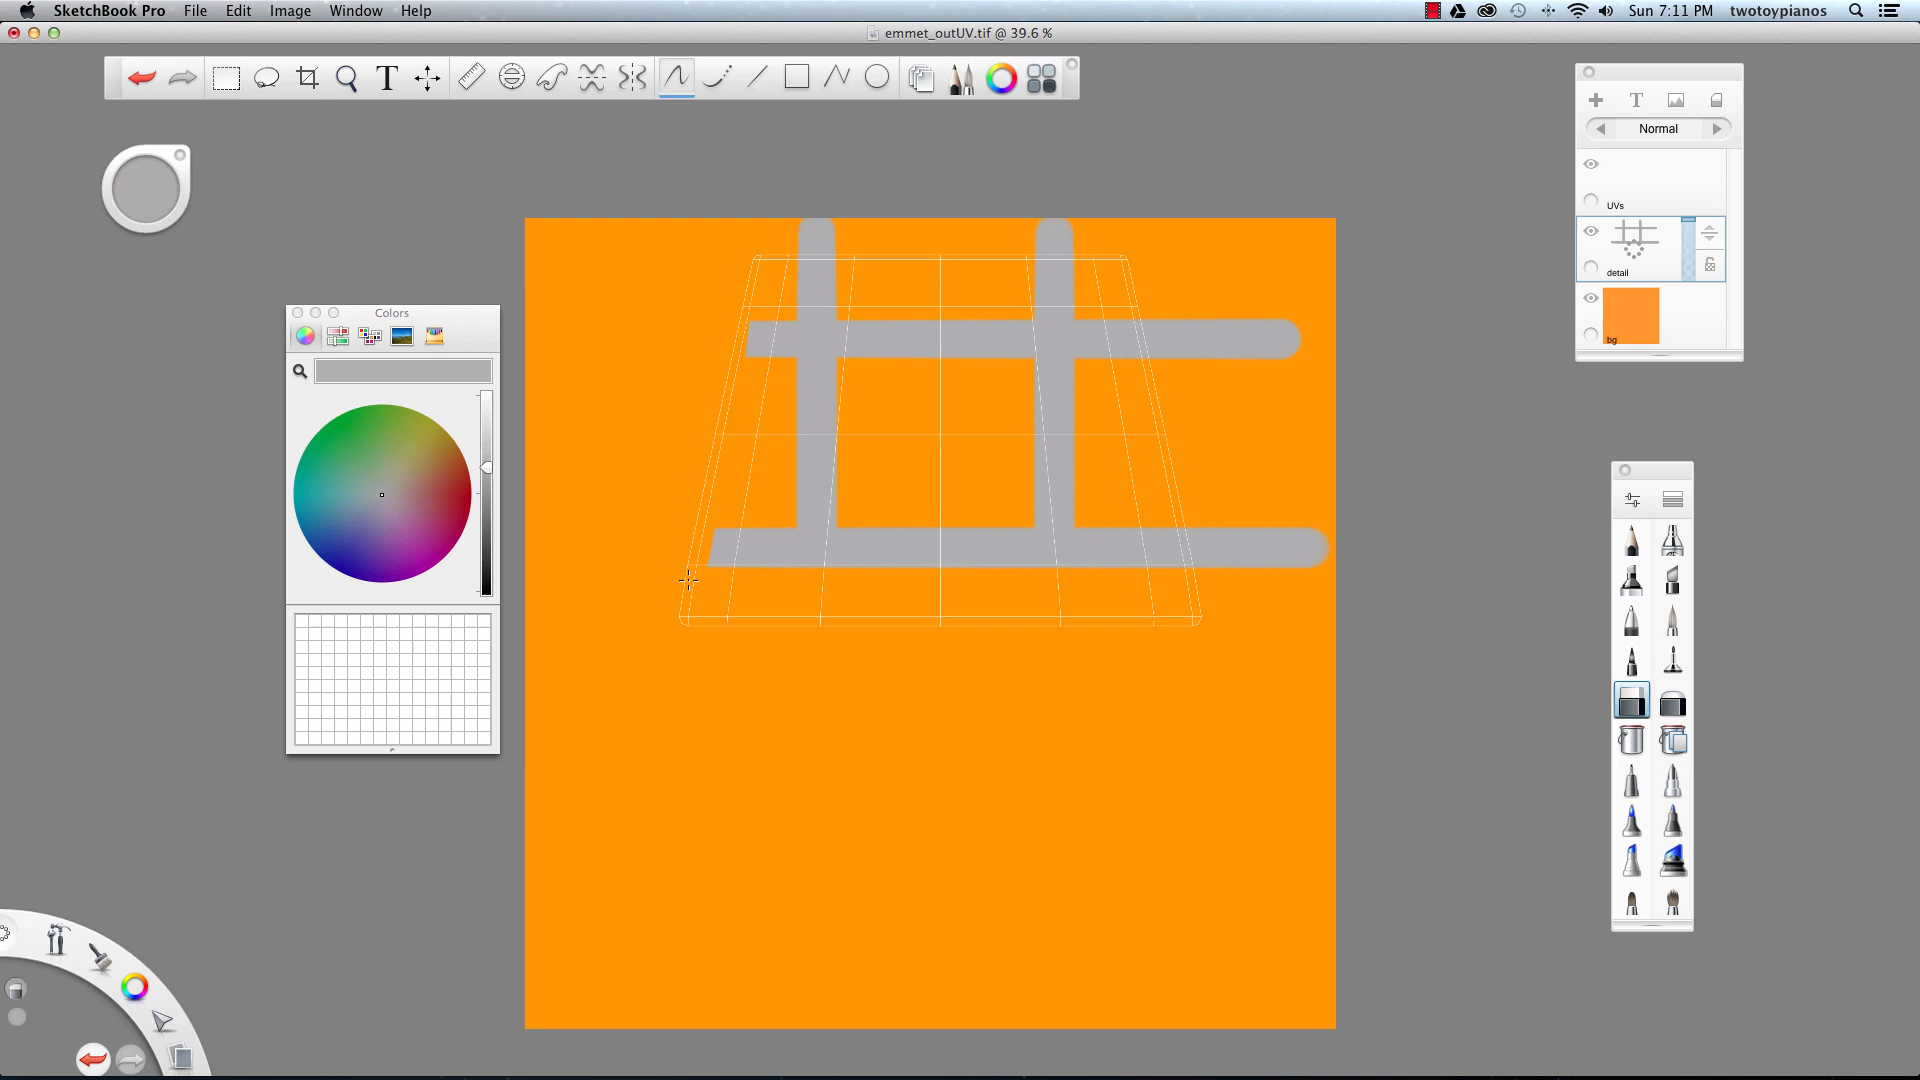 SketchBook Pro File Edit Image Window Help Sun 7:11 PM twotoypianos
emmet_outUV.tif @ 39.6 %
T
T
Normal
UVs
detail
bg
Colors